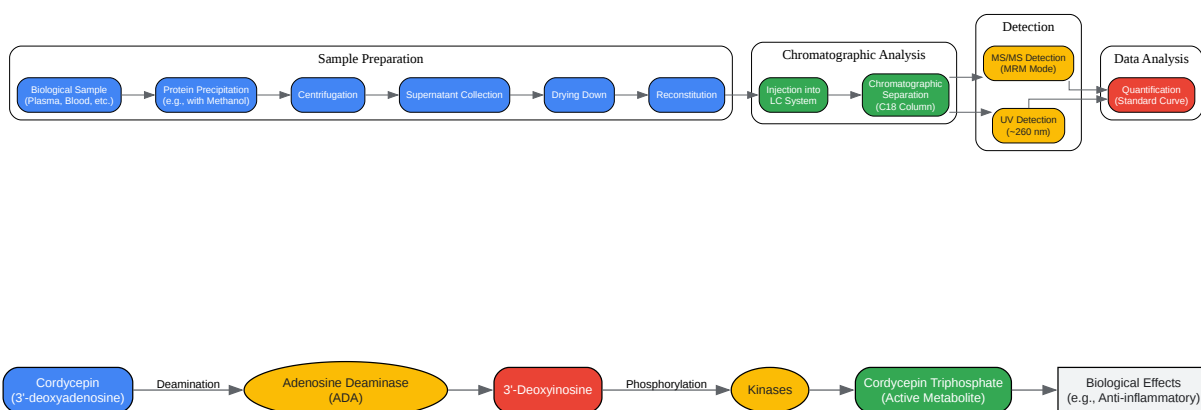 Sample Preparation
Biological Sample
(Plasma, Blood, etc.)
Protein Precipitation
(e.g., with Methanol)
Centrifugation
Supernatant Collection
Drying Down
Reconstitution
Chromatographic Analysis
Injection into
LC System
Chromatographic
Separation
(C18 Column)
Detection
MS/MS Detection
(MRM Mode)
UV Detection
(~260 nm)
Data Analysis
Quantification
(Standard Curve)
Cordycepin
(3'-deoxyadenosine)
Deamination
Adenosine Deaminase
(ADA)
3'-Deoxyinosine
Phosphorylation
Kinases
Cordycepin Triphosphate
(Active Metabolite)
Biological Effects
(e.g., Anti-inflammatory)